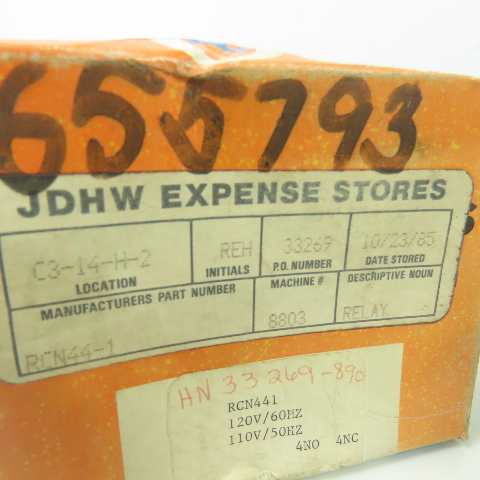 655793
JDHW EXPENSE STORES
C3-14-H-2 REH 33269 10/23/85
LOCATION INITIALS P.O. NUMBER DATE STORED
MANUFACTURERS PART NUMBER MACHINE # DESCRIPTIVE NOUN
RCN44-1 8803 RELAY
HN 33269-890
RCN441
120V/60HZ
110V/50HZ
4NO 4NC